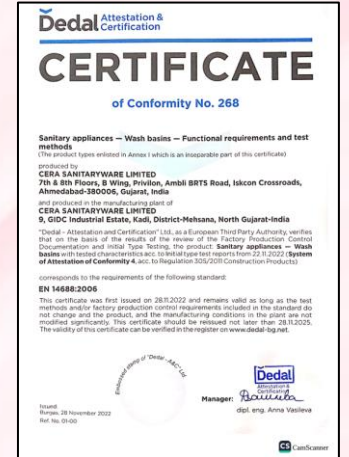 Dedal Attestation &
Certification
CERTIFICATE
of Conformity No. 268
Sanitary appliances — Wash basins — Functional requirements and test
methods
(The product types enlisted in Annex I which is an inseparable part of this certificate)
produced by
CERA SANITARYWARE LIMITED
7th & 8th Floors, B Wing, Privilon, Ambli BRTS Road, Iskcon Crossroads,
Ahmedabad-380006, Gujarat, India
and produced in the manufacturing plant of
CERA SANITARYWARE LIMITED
9, GIDC Industrial Estate, Kadi, District-Mehsana, North Gujarat-India
"Dedal – Attestation and Certification" Ltd., as a European Third Party Authority, verifies
that on the basis of the results of the review of the Factory Production Control
Documentation and Initial Type Testing, the product: Sanitary appliances — Wash
basins with tested characteristics acc. to Initial type test reports from 22.11.2022 (System
of Attestation of Conformity 4, acc. to Regulation 305/2011 Construction Products)
corresponds to the requirements of the following standard:
EN 14688:2006
This certificate was first issued on 28.11.2022 and remains valid as long as the test
methods and/or factory production control requirements included in the standard do
not change and the product, and the manufacturing conditions in the plant are not
modified significantly. This certificate should be reissued not later than 28.11.2025.
The validity of this certificate can be verified in the register on www.dedal-bg.net.
Endorsed stamp of "Dedal - A&C" Ltd
Dedal
Attestation &
Certification
Manager:
dipl. eng. Anna Vasileva
Issued
Burgas, 28 November 2022
Ref. No. 01-00
CS CamScanner